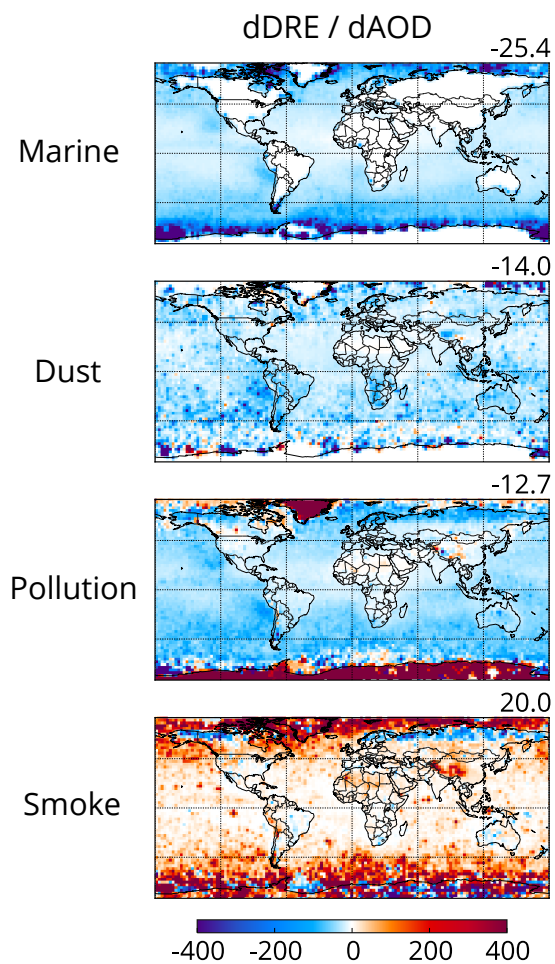 dDRE / dAOD
-25.4
Marine
-14.0
Dust
-12.7
Pollution
20.0
Smoke
-400 -200 0 200 400